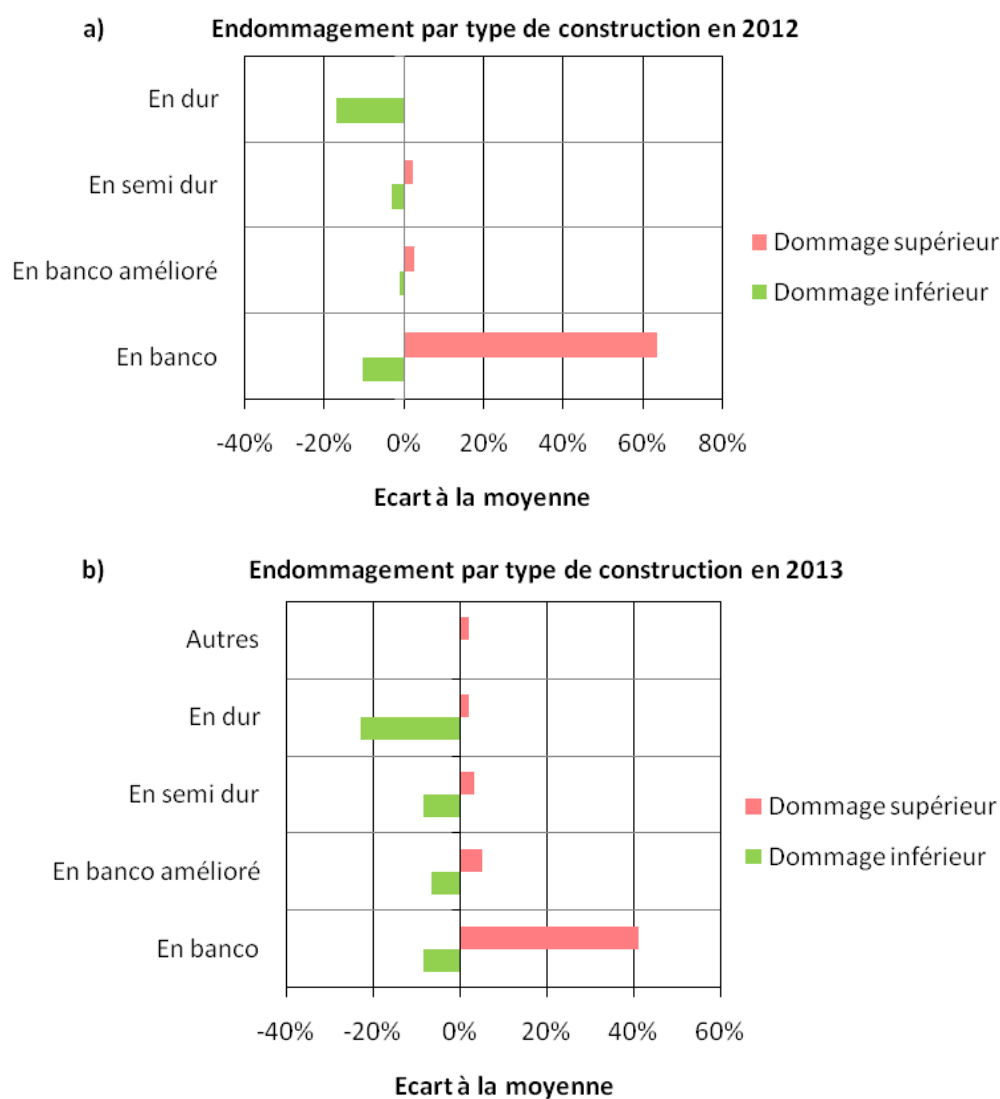 a) Endommagement par type de construction en 2012
En dur
En semi dur
En banco amélioré
En banco
Dommage supérieur
Dommage inférieur
-40% -20% 0% 20% 40% 60% 80%
Ecart à la moyenne
b) Endommagement par type de construction en 2013
Autres
En dur
En semi dur
En banco amélioré
En banco
Dommage supérieur
Dommage inférieur
-40% -20% 0% 20% 40% 60%
Ecart à la moyenne